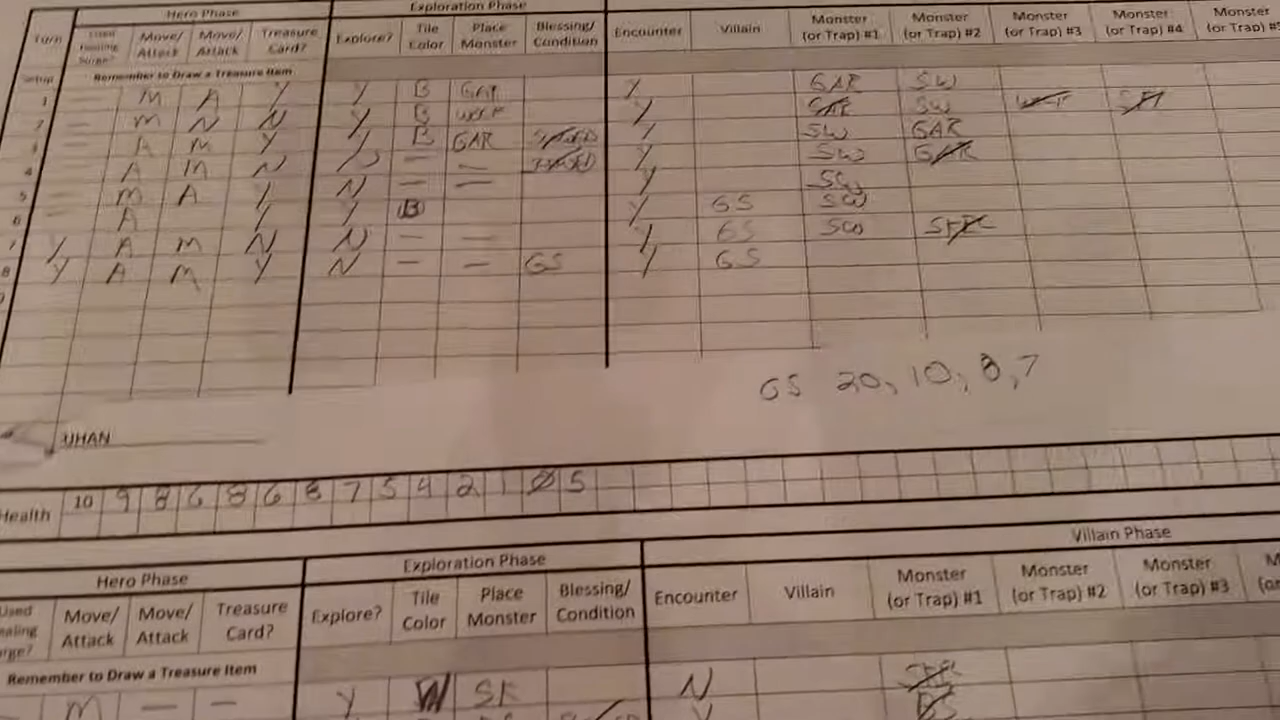 Hero Phase Exploration Phase
Turn Used Healing Surge? Move/ Attack Move/ Attack Treasure Card? Explore? Tile Color Place Monster Blessing/ Condition Encounter Villain Monster (or Trap) #1 Monster (or Trap) #2 Monster (or Trap) #3 Monster (or Trap) #4 Monster
Setup Remember to Draw a Treasure Item
1 — M A Y Y B GAR Y GAR SW
2 — M N N Y B Y GAR SW
3 — A M Y Y B GAR Y SW GAR
4 — A M N N — — Y SW GAR
5 — M A Y N — — Y SW
6 — A Y Y B Y GS SW
7 Y A M N N — — Y GS SW
8 Y A M Y N — — GS Y GS
GS 20, 10, 8, 7
UHAN
Health 10 9 8 6 8 6 8 7 5 4 2 1 0 5
Hero Phase Exploration Phase Villain Phase
Used Move/ Attack Move/ Attack Treasure Card? Explore? Tile Color Place Monster Blessing/ Condition Encounter Villain Monster (or Trap) #1 Monster (or Trap) #2 Monster (or Trap) #3
Remember to Draw a Treasure Item
M — — Y W SK N